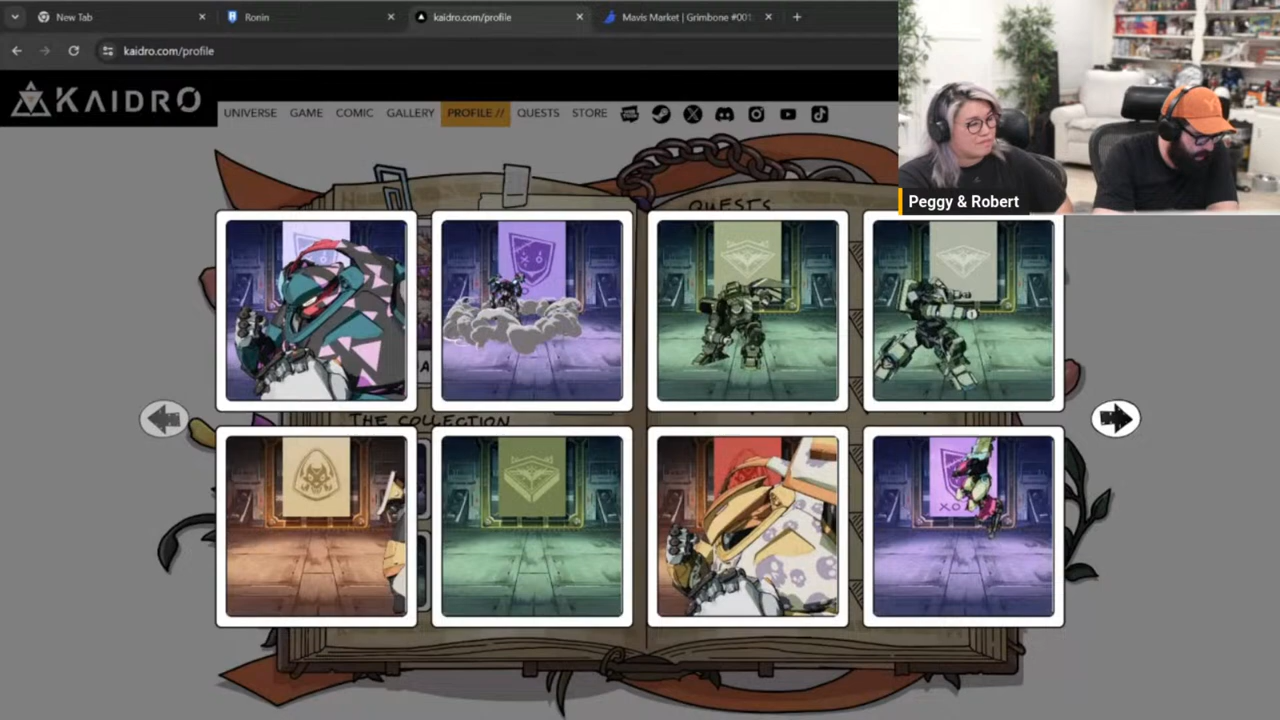 New Tab
Ronin
kaidro.com/profile
Mavis Market | Grimbone #001
kaidro.com/profile
KAIDRO
UNIVERSE
GAME
COMIC
GALLERY
PROFILE //
QUESTS
STORE
Peggy & Robert
QUESTS
THE COLLECTION